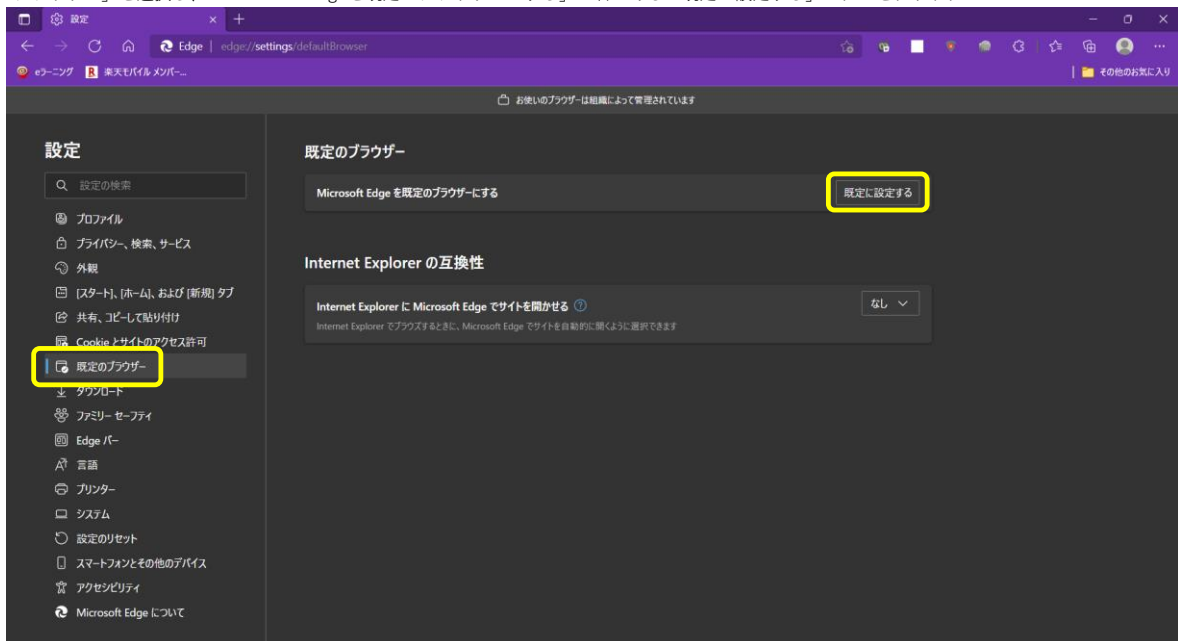 設定
Edge | edge://settings/defaultBrowser
eラーニング 楽天モバイル メンバー... その他のお気に入り
お使いのブラウザーは組織によって管理されています
設定
設定の検索
プロファイル
プライバシー、検索、サービス
外観
[スタート]、[ホーム]、および [新規] タブ
共有、コピーして貼り付け
Cookie とサイトのアクセス許可
既定のブラウザー
ダウンロード
ファミリー セーフティ
Edge バー
言語
プリンター
システム
設定のリセット
スマートフォンとその他のデバイス
アクセシビリティ
Microsoft Edge について
既定のブラウザー
Microsoft Edge を既定のブラウザーにする 既定に設定する
Internet Explorer の互換性
Internet Explorer に Microsoft Edge でサイトを開かせる なし
Internet Explorer でブラウズするときに、Microsoft Edge でサイトを自動的に開くように選択できます